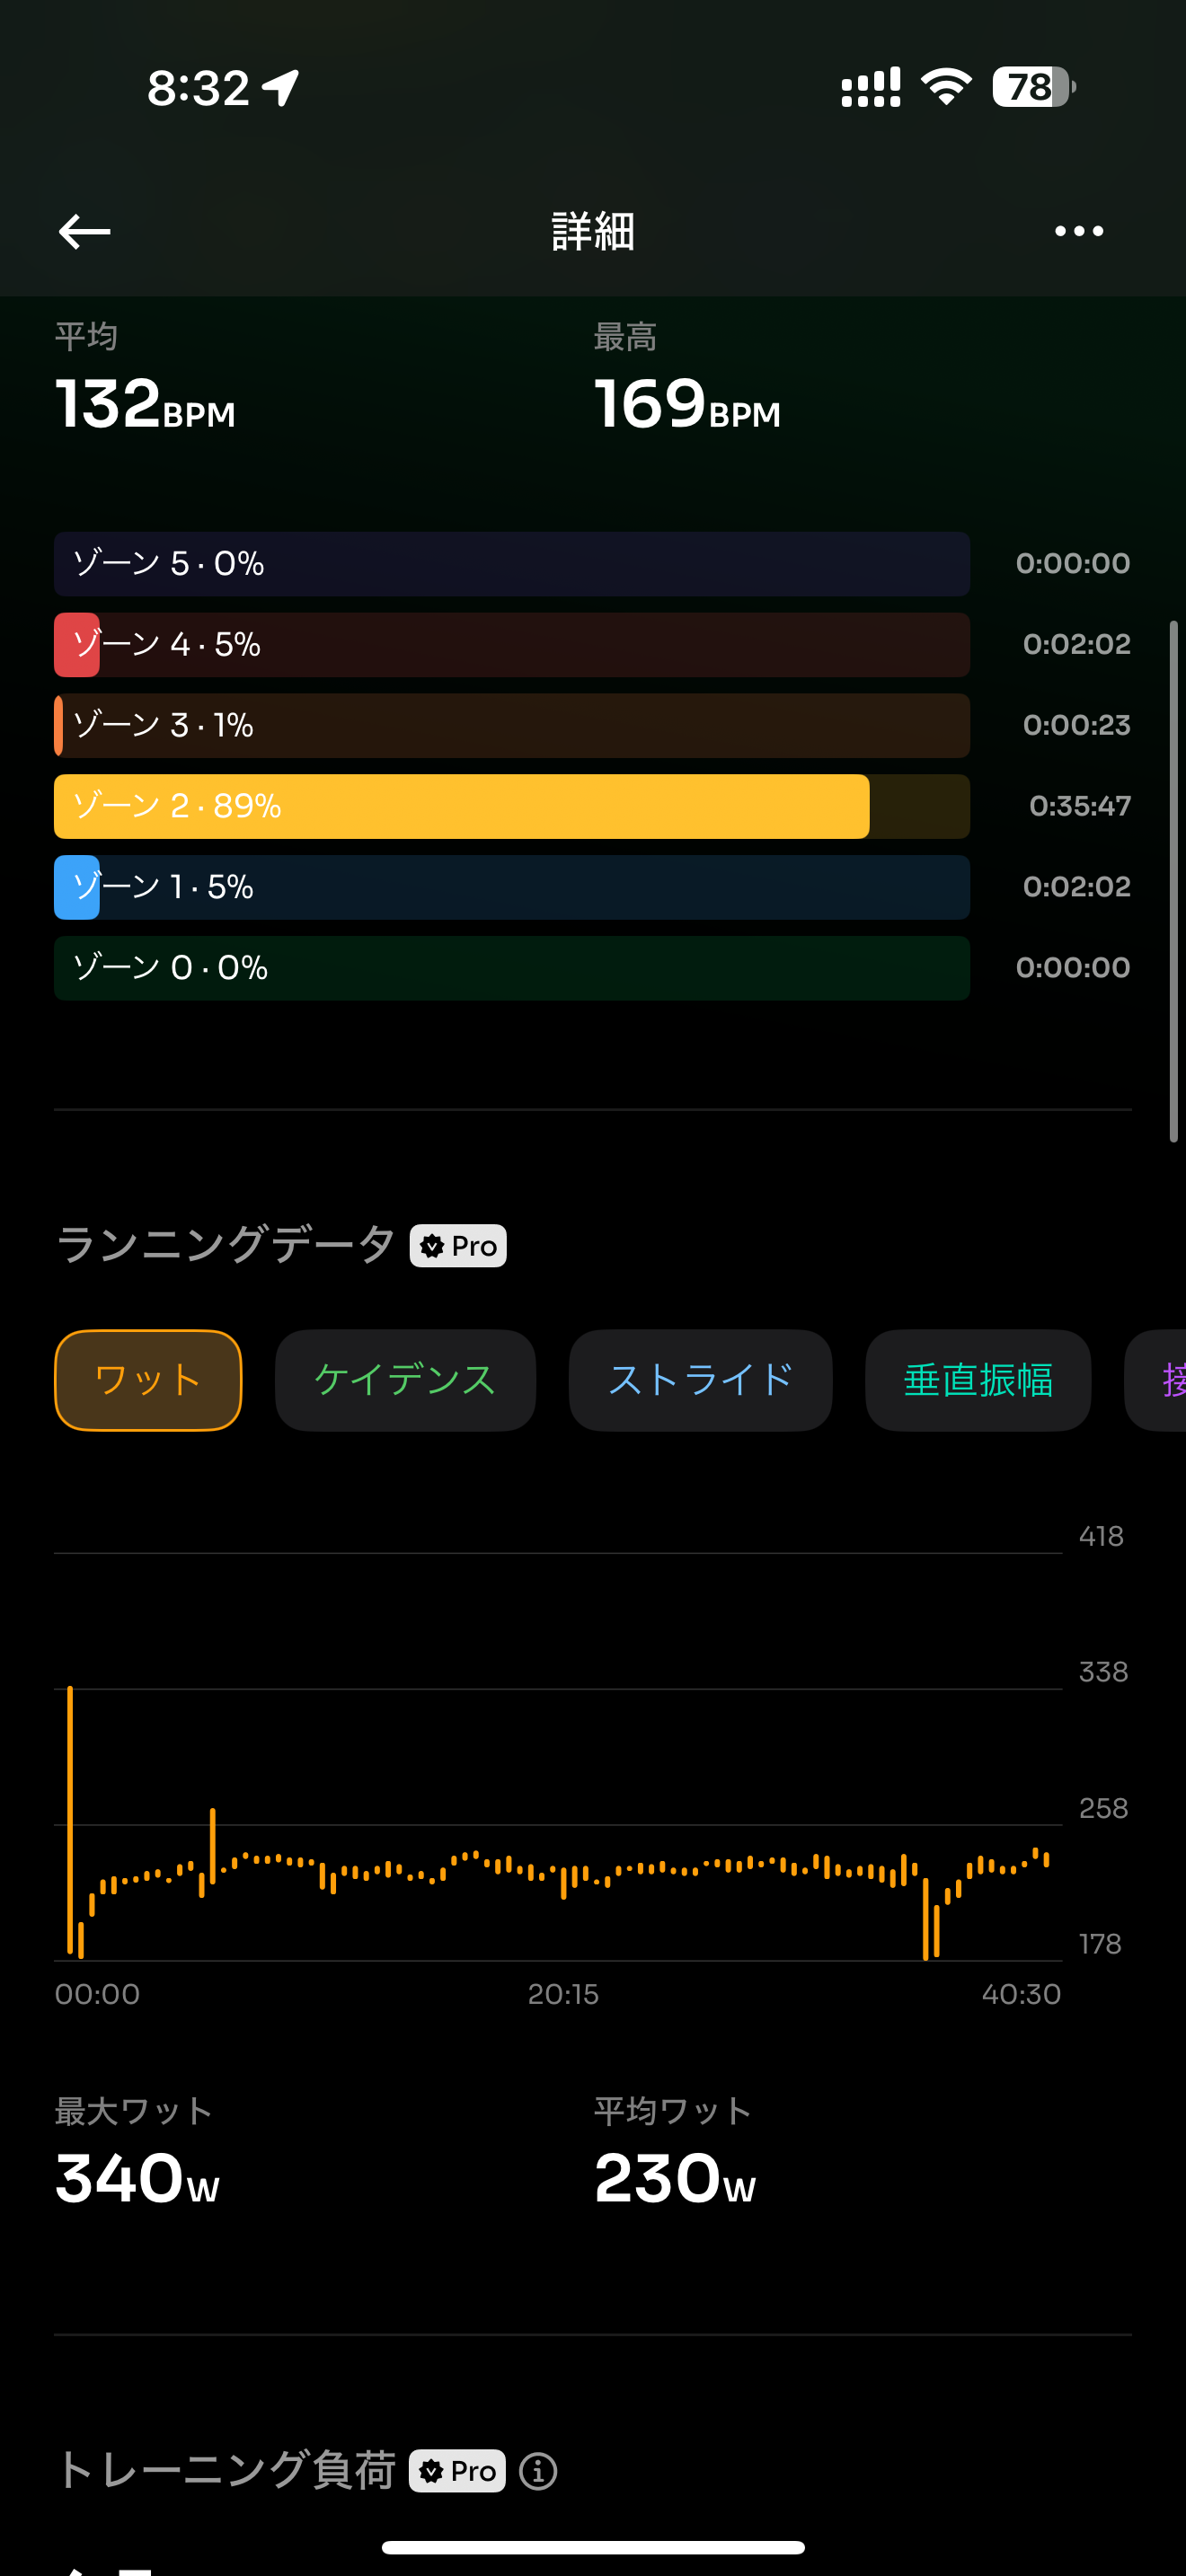 8:32 78
詳細
平均 最高
132BPM 169BPM
ゾーン 5 · 0% 0:00:00
ゾーン 4 · 5% 0:02:02
ゾーン 3 · 1% 0:00:23
ゾーン 2 · 89% 0:35:47
ゾーン 1 · 5% 0:02:02
ゾーン 0 · 0% 0:00:00
ランニングデータ Pro
ワット ケイデンス ストライド 垂直振幅 接
418
338
258
178
00:00 20:15 40:30
最大ワット 平均ワット
340W 230W
トレーニング負荷 Pro